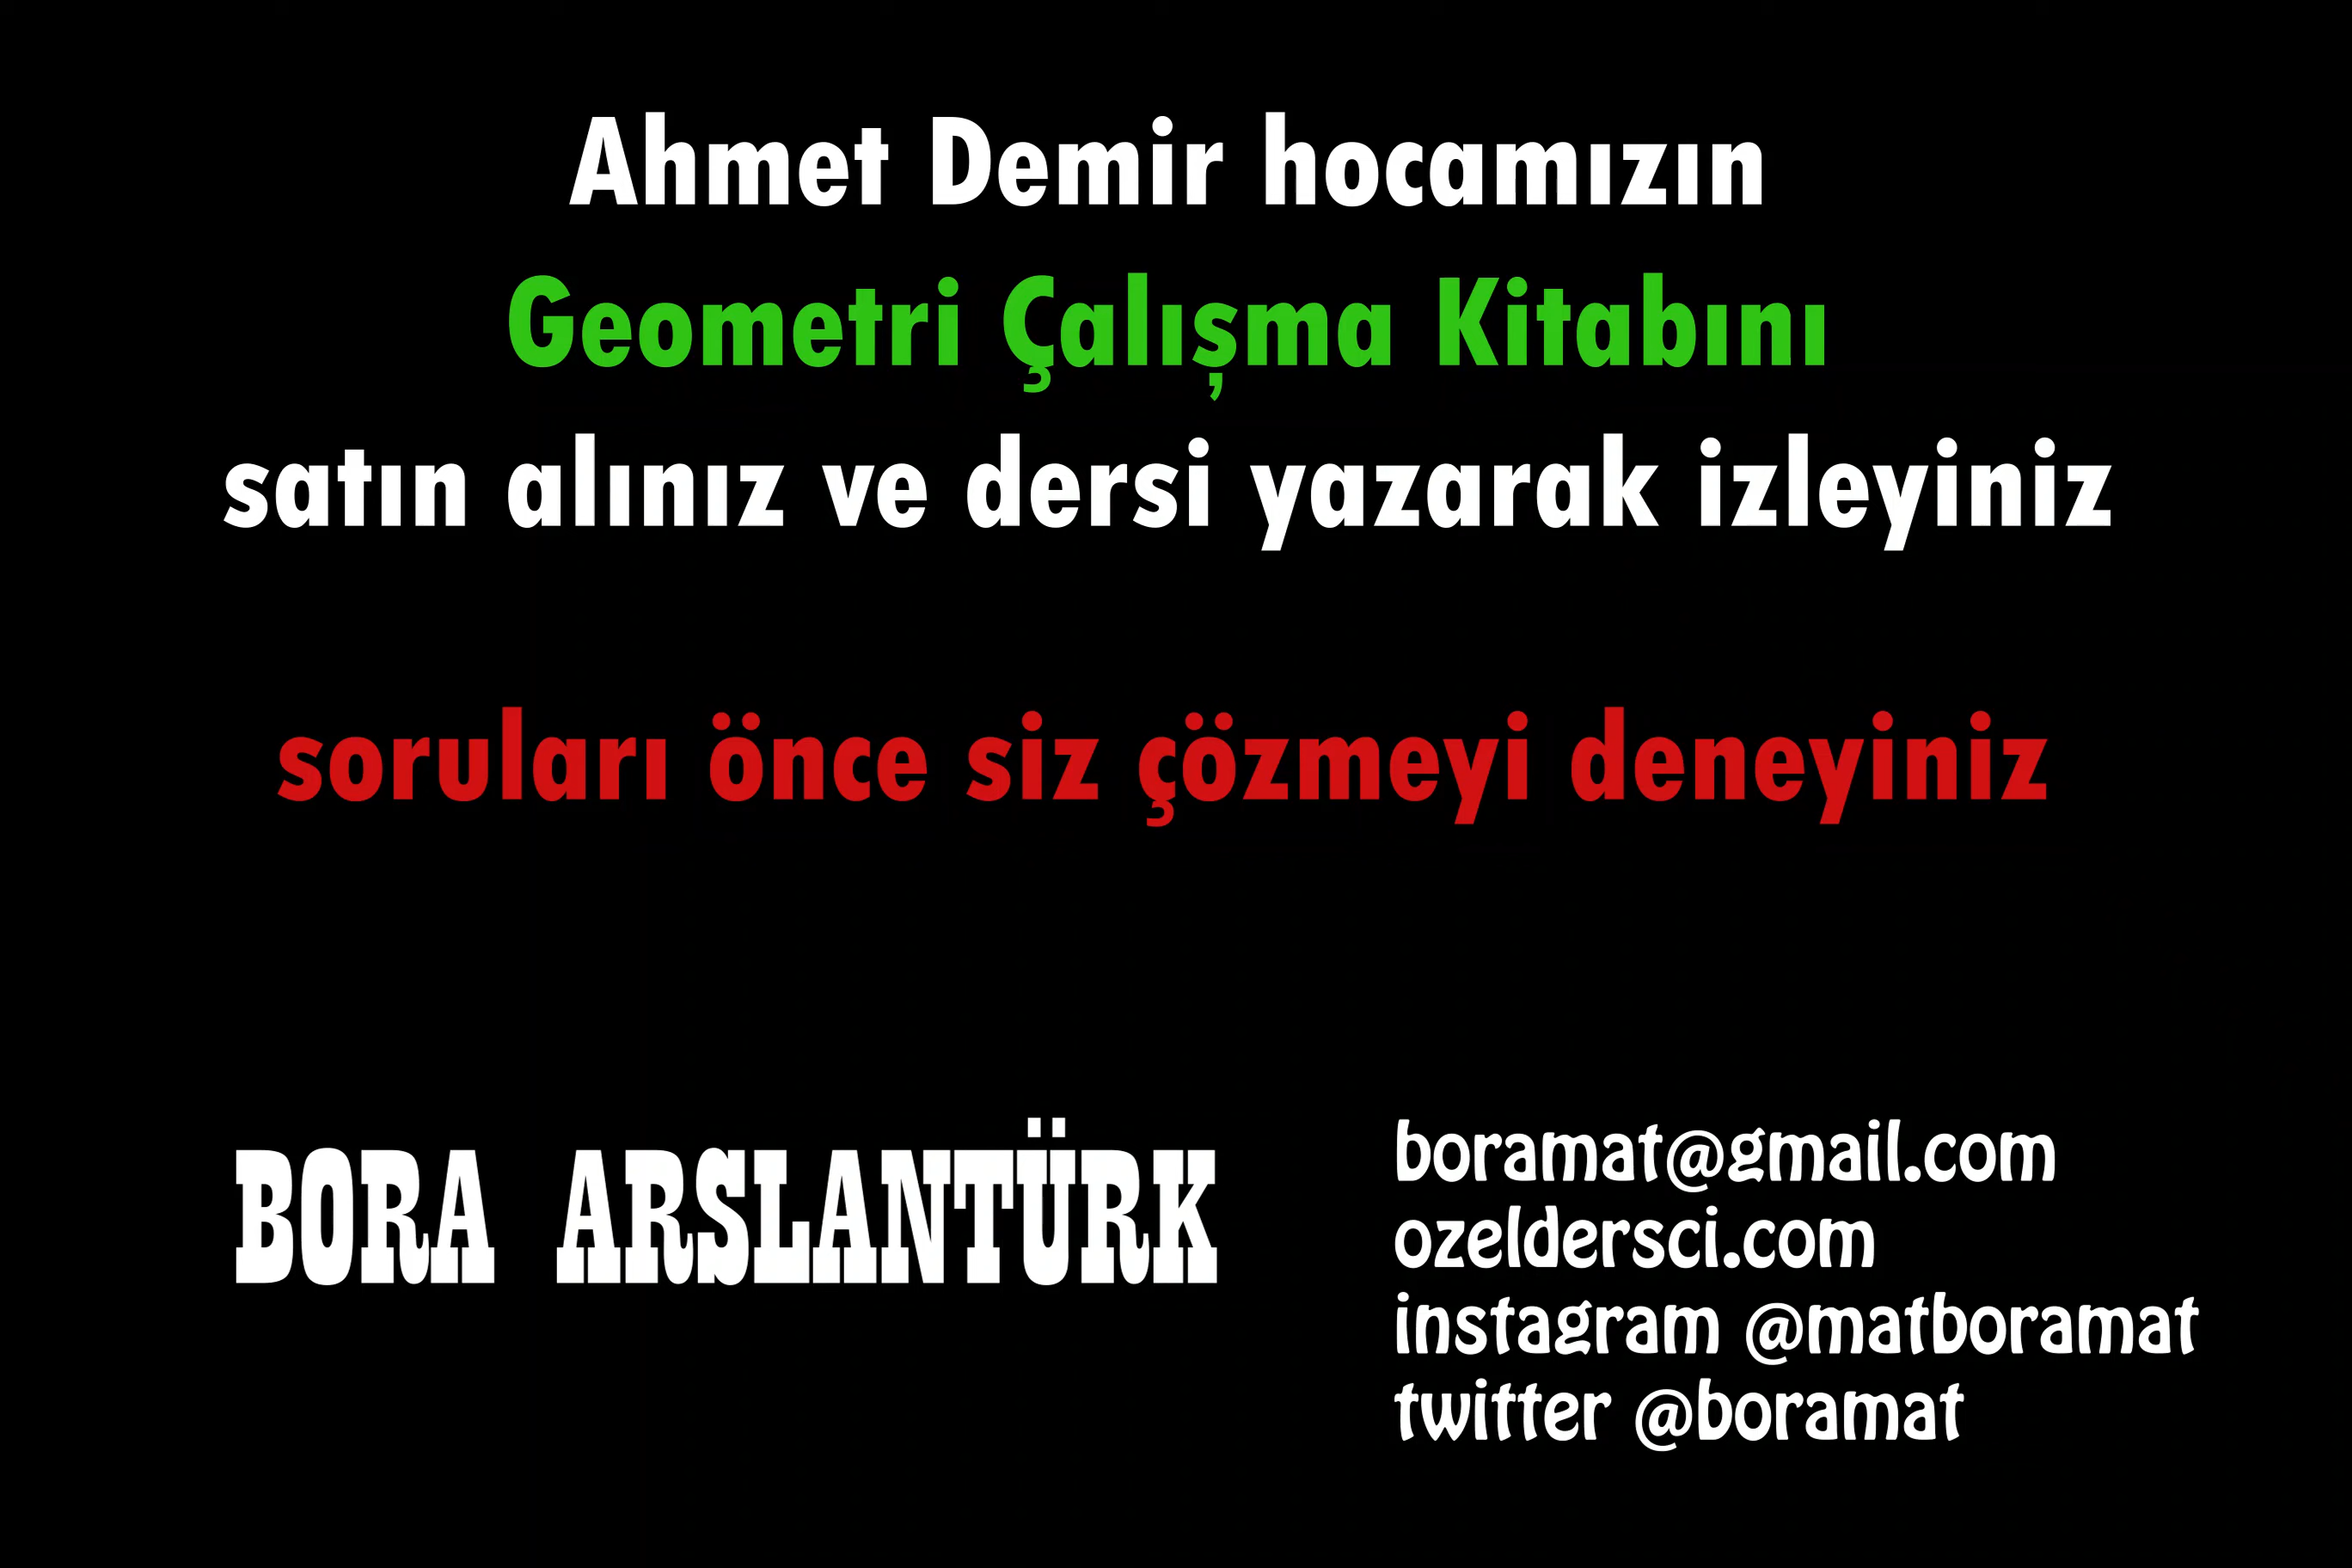 Ahmet Demir hocamızın
Geometri Çalışma Kitabını
satın alınız ve dersi yazarak izleyiniz
soruları önce siz çözmeyi deneyiniz
BORA ARSLANTÜRK
boramat@gmail.com
ozeldersci.com
instagram @matboramat
twitter @boramat